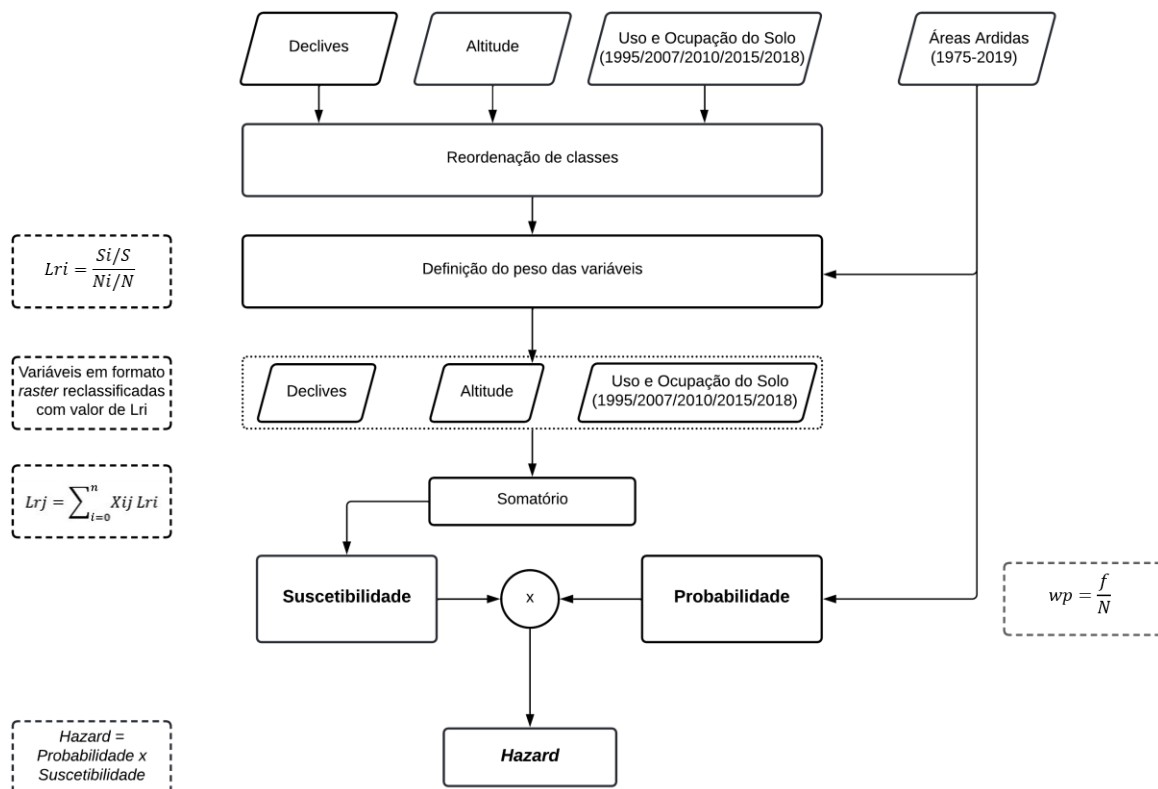 Declives
Altitude
Uso e Ocupação do Solo
(1995/2007/2010/2015/2018)
Áreas Ardidas
(1975-2019)
Reordenação de classes
Lri = \frac{Si/S}{Ni/N}
Definição do peso das variáveis
Variáveis em formato
raster reclassificadas
com valor de Lri
Declives
Altitude
Uso e Ocupação do Solo
(1995/2007/2010/2015/2018)
Lrj = \sum_{i=0}^{n} Xij Lri
Somatório
Suscetibilidade
x
Probabilidade
wp = \frac{f}{N}
Hazard =
Probabilidade x
Suscetibilidade
Hazard